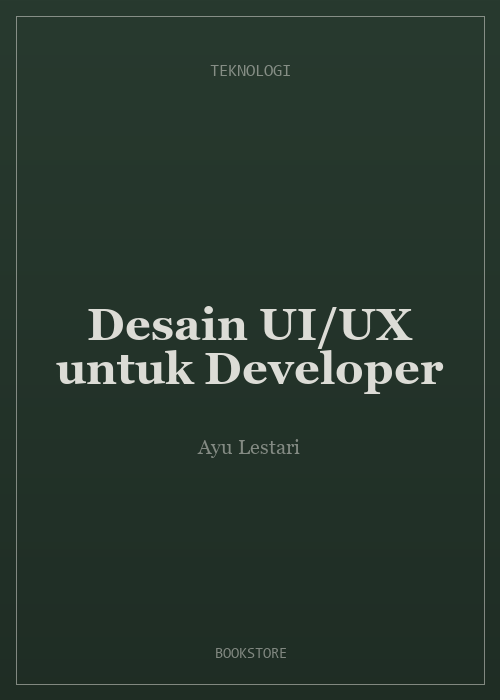 TEKNOLOGI
Desain UI/UX
untuk Developer
Ayu Lestari
BOOKSTORE